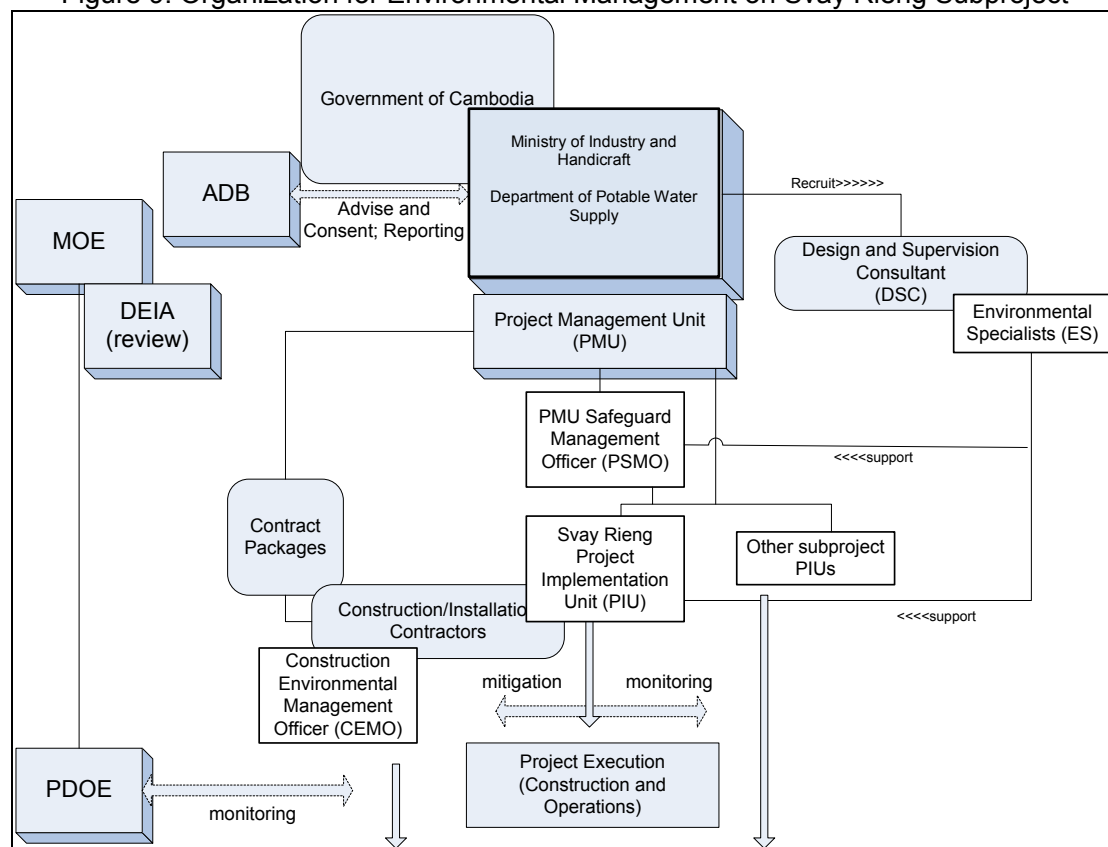 Figure 9: Organization for Environmental Management on Svay Rieng Subproject
Government of Cambodia
Ministry of Industry and
Handicraft
Department of Potable Water
Supply
Recruit>>>>>>
ADB
Advise and
Consent; Reporting
MOE
DEIA
(review)
Design and Supervision
Consultant
(DSC)
Environmental
Specialists (ES)
Project Management Unit
(PMU)
PMU Safeguard
Management
Officer (PSMO)
<<<<support
Contract
Packages
Svay Rieng
Project
Implementation
Unit (PIU)
Other subproject
PIUs
<<<<support
Construction/Installation
Contractors
Construction
Environmental
Management
Officer (CEMO)
mitigation
monitoring
Project Execution
(Construction and
Operations)
PDOE
monitoring